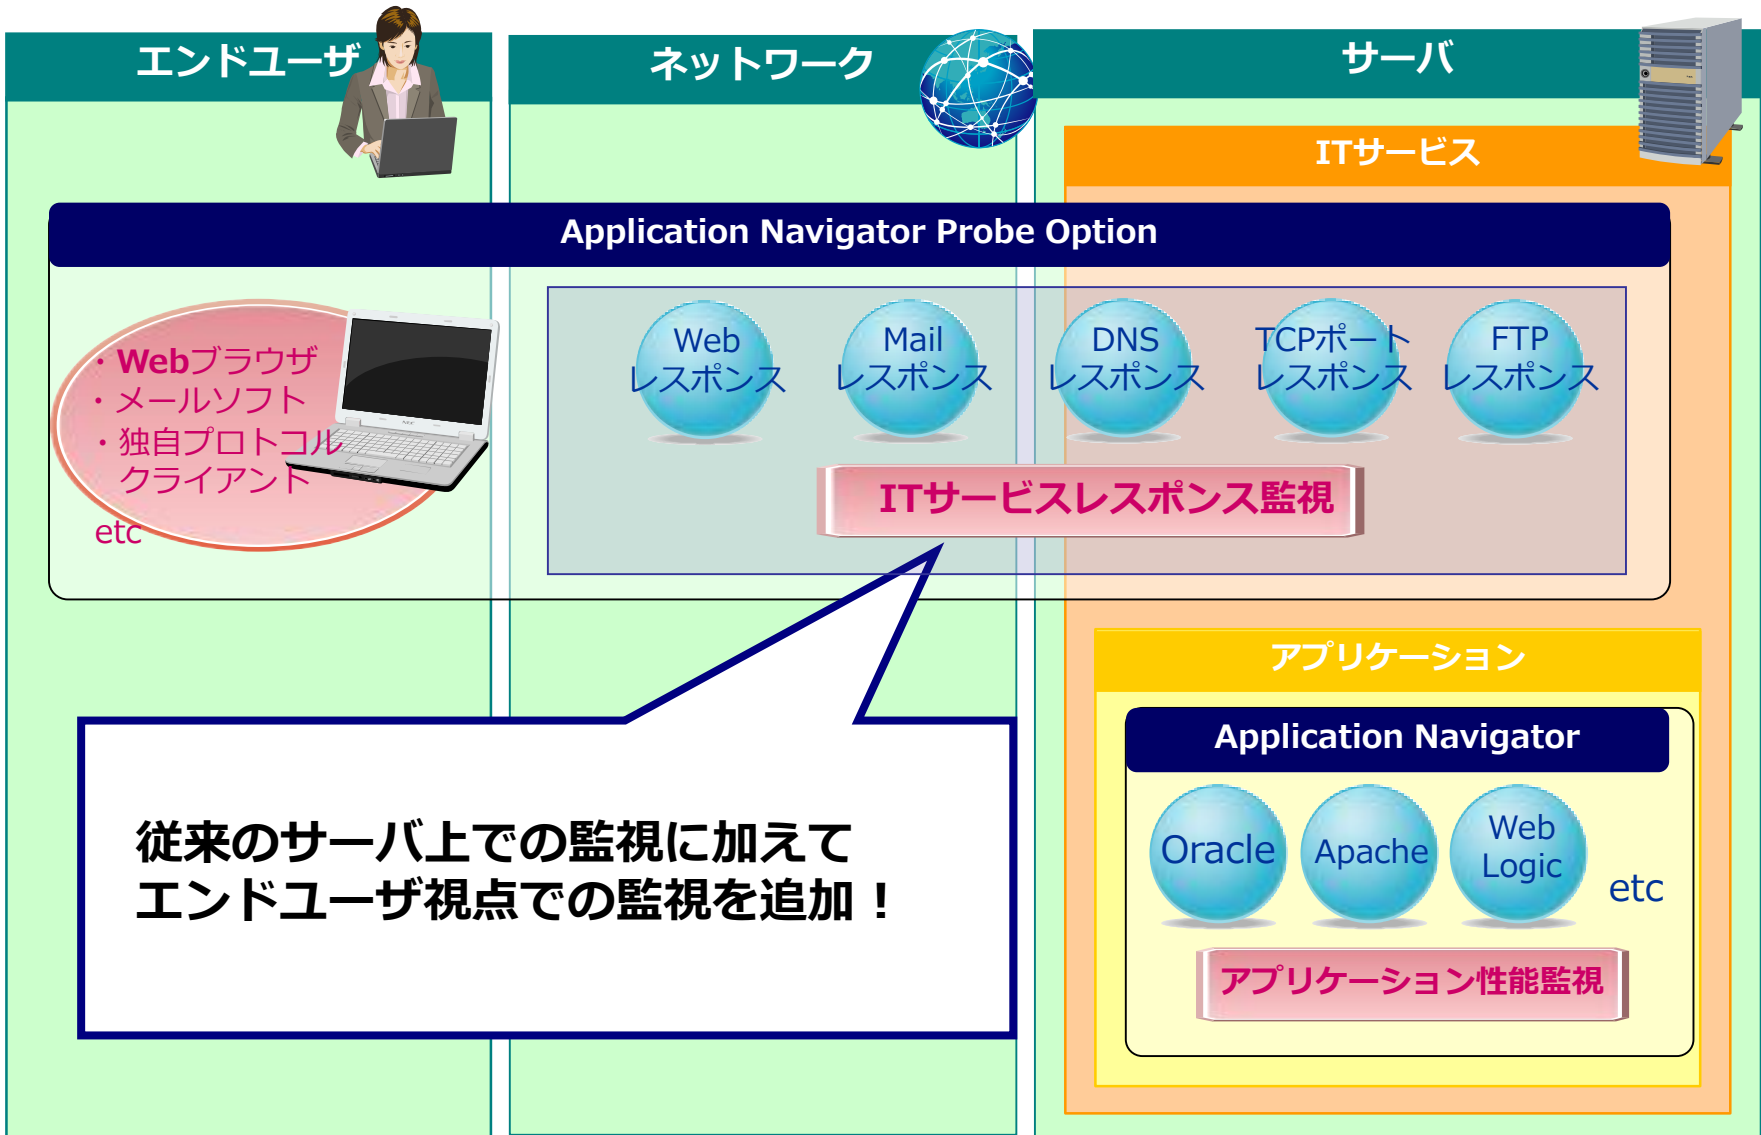 エンドユーザ
ネットワーク
サーバ
ITサービス
Application Navigator Probe Option
・Webブラウザ
・メールソフト
・独自プロトコル
クライアント
etc
Web
レスポンス
Mail
レスポンス
DNS
レスポンス
TCPポート
レスポンス
FTP
レスポンス
ITサービスレスポンス監視
アプリケーション
Application Navigator
Oracle
Apache
Web
Logic
etc
アプリケーション性能監視
従来のサーバ上での監視に加えて
エンドユーザ視点での監視を追加！